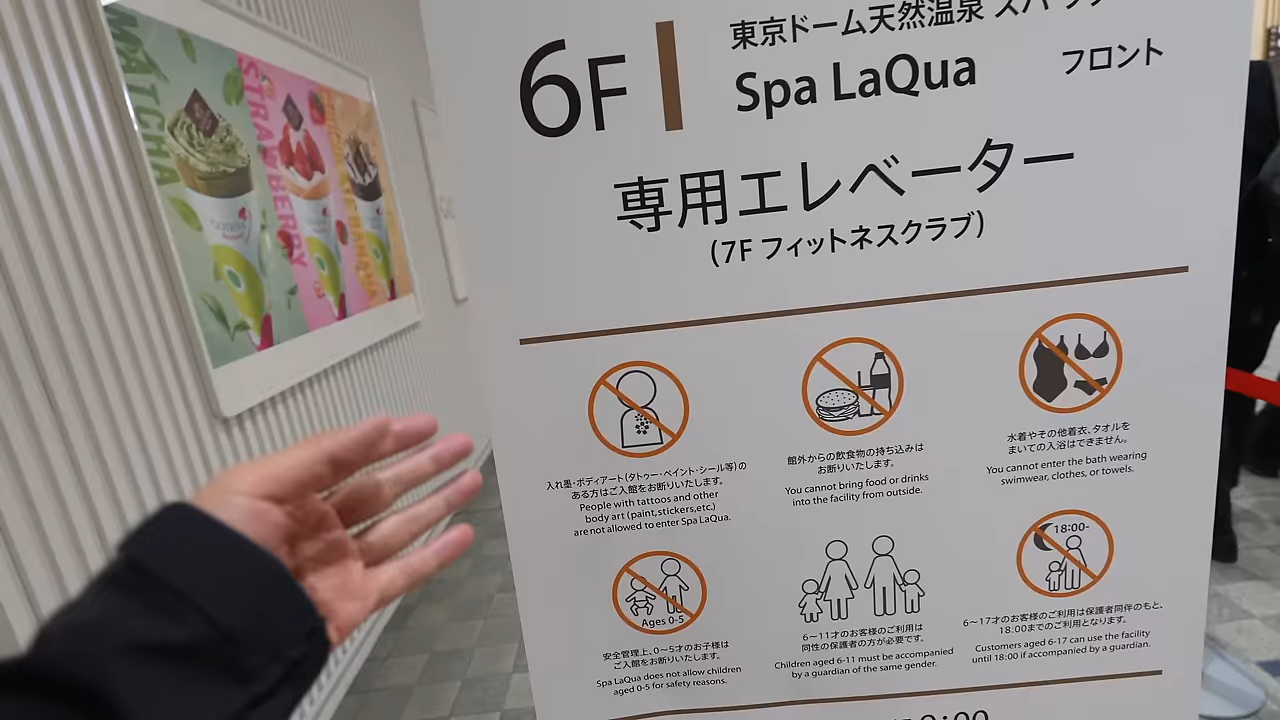 MATCHA
STRAWBERRY
6F
東京ドーム天然温泉 スパ ラクーア
Spa LaQua
フロント
専用エレベーター
(7F フィットネスクラブ)
入れ墨・ボディアート(タトゥー・ペイント・シール等)の
ある方はご入館をお断りいたします。
People with tattoos and other
body art (paint,stickers,etc.)
are not allowed to enter Spa LaQua.
館外からの飲食物の持ち込みは
お断りいたします。
You cannot bring food or drinks
into the facility from outside.
水着やその他着衣、タオルを
まいての入浴はできません。
You cannot enter the bath wearing
swimwear, clothes, or towels.
Ages 0-5
安全管理上、0〜5才のお子様は
ご入館をお断りいたします。
Spa LaQua does not allow children
aged 0-5 for safety reasons.
6〜11才のお客様のご利用は
同性の保護者の方が必要です。
Children aged 6-11 must be accompanied
by a guardian of the same gender.
18:00-
6〜17才のお客様のご利用は保護者同伴のもと、
18:00までのご利用となります。
Customers aged 6-17 can use the facility
until 18:00 if accompanied by a guardian.